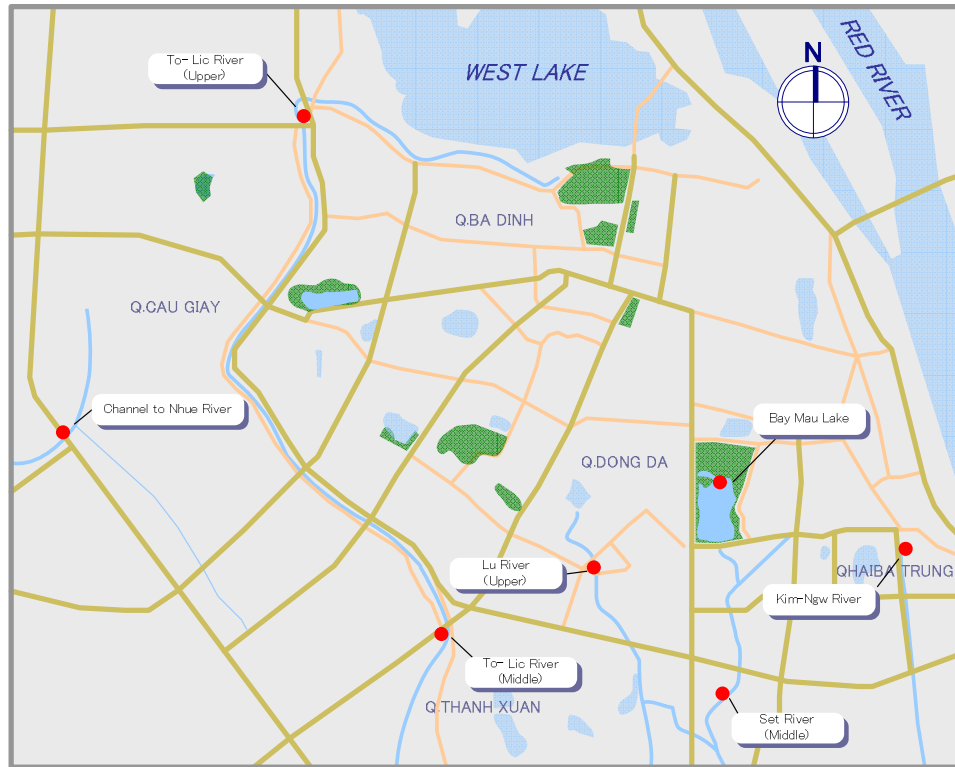 To- Lic River
(Upper)
WEST LAKE
N
RED RIVER
Q.BA DINH
Q.CAU GIAY
Channel to Nhue River
Bay Mau Lake
Q.DONG DA
Lu River
(Upper)
QHAIBA TRUNG
Kim-Ngw River
To- Lic River
(Middle)
Q.THANH XUAN
Set River
(Middle)